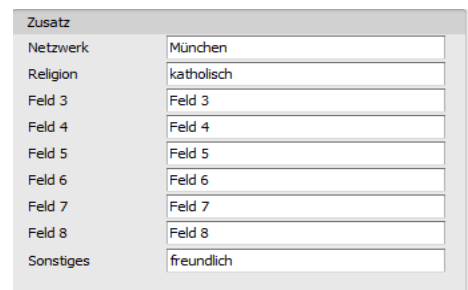 Zusatz
Netzwerk München
Religion katholisch
Feld 3 Feld 3
Feld 4 Feld 4
Feld 5 Feld 5
Feld 6 Feld 6
Feld 7 Feld 7
Feld 8 Feld 8
Sonstiges freundlich